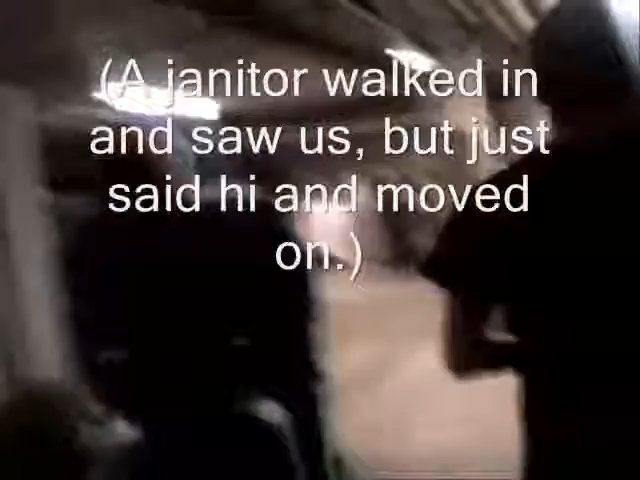 (A janitor walked in
and saw us, but just
said hi and moved
on.)